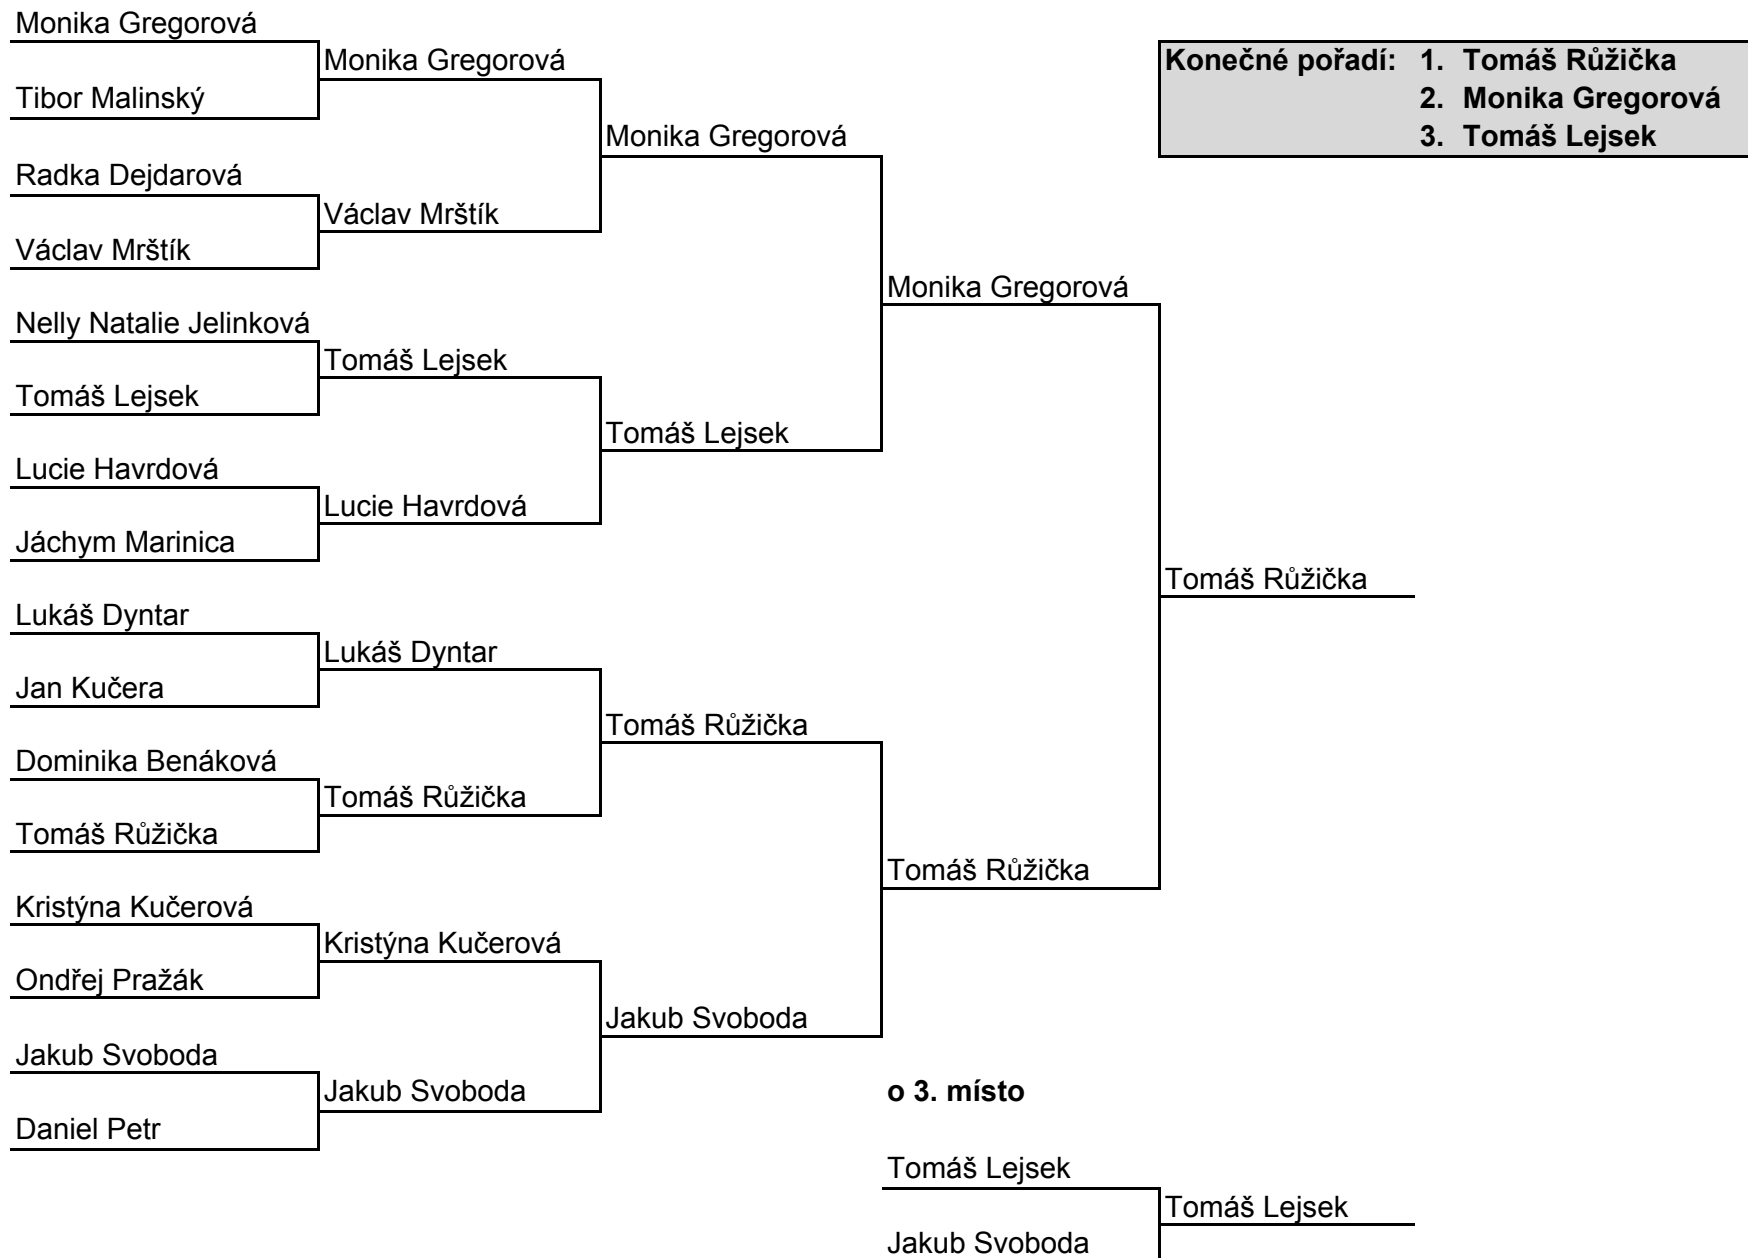 Monika Gregorová
Monika Gregorová
Konečné pořadí: 1. Tomáš Růžička
Tibor Malinský
2. Monika Gregorová
Monika Gregorová
3. Tomáš Lejsek
Radka Dejdarová
Václav Mrštík
Václav Mrštík
Monika Gregorová
Nelly Natalie Jelinková
Tomáš Lejsek
Tomáš Lejsek
Tomáš Lejsek
Lucie Havrdová
Lucie Havrdová
Jáchym Marinica
Tomáš Růžička
Lukáš Dyntar
Lukáš Dyntar
Jan Kučera
Tomáš Růžička
Dominika Benáková
Tomáš Růžička
Tomáš Růžička
Tomáš Růžička
Kristýna Kučerová
Kristýna Kučerová
Ondřej Pražák
Jakub Svoboda
Jakub Svoboda
Jakub Svoboda
o 3. místo
Daniel Petr
Tomáš Lejsek
Tomáš Lejsek
Jakub Svoboda